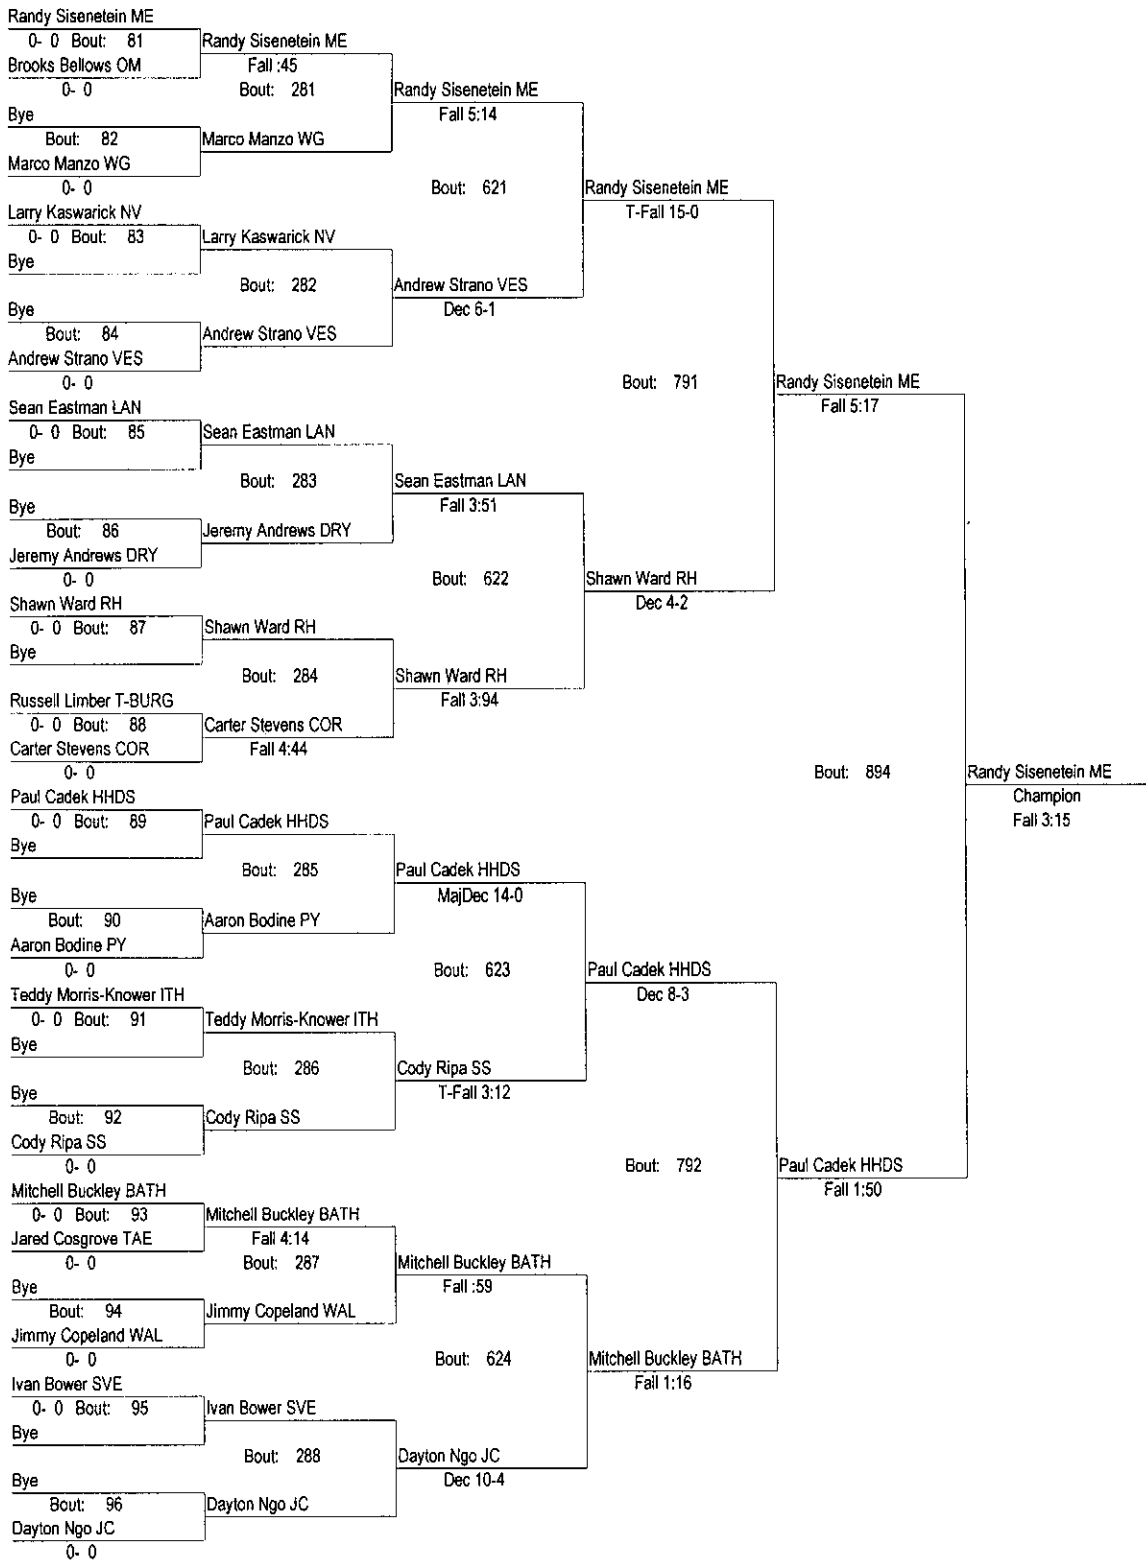 Randy Sisenetein ME
0- 0 Bout: 81
Brooks Bellows OM
0- 0
Bye
Bout: 82
Marco Manzo WG
0- 0
Larry Kaswarick NV
0- 0 Bout: 83
Bye
Bye
Bout: 84
Andrew Strano VES
0- 0
Sean Eastman LAN
0- 0 Bout: 85
Bye
Bye
Bout: 86
Jeremy Andrews DRY
0- 0
Shawn Ward RH
0- 0 Bout: 87
Bye
Russell Limber T-BURG
0- 0 Bout: 88
Carter Stevens COR
0- 0
Paul Cadek HHDS
0- 0 Bout: 89
Bye
Bye
Bout: 90
Aaron Bodine PY
0- 0
Teddy Morris-Knower ITH
0- 0 Bout: 91
Bye
Bye
Bout: 92
Cody Ripa SS
0- 0
Mitchell Buckley BATH
0- 0 Bout: 93
Jared Cosgrove TAE
0- 0
Bye
Bout: 94
Jimmy Copeland WAL
0- 0
Ivan Bower SVE
0- 0 Bout: 95
Bye
Bye
Bout: 96
Dayton Ngo JC
0- 0
Randy Sisenetein ME
Fall :45
Bout: 281
Marco Manzo WG
Larry Kaswarick NV
Bout: 282
Andrew Strano VES
Sean Eastman LAN
Bout: 283
Jeremy Andrews DRY
Shawn Ward RH
Bout: 284
Carter Stevens COR
Fall 4:44
Paul Cadek HHDS
Bout: 285
Aaron Bodine PY
Teddy Morris-Knower ITH
Bout: 286
Cody Ripa SS
Mitchell Buckley BATH
Fall 4:14
Bout: 287
Jimmy Copeland WAL
Ivan Bower SVE
Bout: 288
Dayton Ngo JC
Randy Sisenetein ME
Fall 5:14
Bout: 621
Andrew Strano VES
Dec 6-1
Sean Eastman LAN
Fall 3:51
Bout: 622
Shawn Ward RH
Fall 3:94
Paul Cadek HHDS
MajDec 14-0
Bout: 623
Cody Ripa SS
T-Fall 3:12
Mitchell Buckley BATH
Fall :59
Bout: 624
Dayton Ngo JC
Dec 10-4
Randy Sisenetein ME
T-Fall 15-0
Bout: 791
Shawn Ward RH
Dec 4-2
Paul Cadek HHDS
Dec 8-3
Bout: 792
Mitchell Buckley BATH
Fall 1:16
Randy Sisenetein ME
Fall 5:17
Bout: 894
Paul Cadek HHDS
Fall 1:50
Randy Sisenetein ME
Champion
Fall 3:15